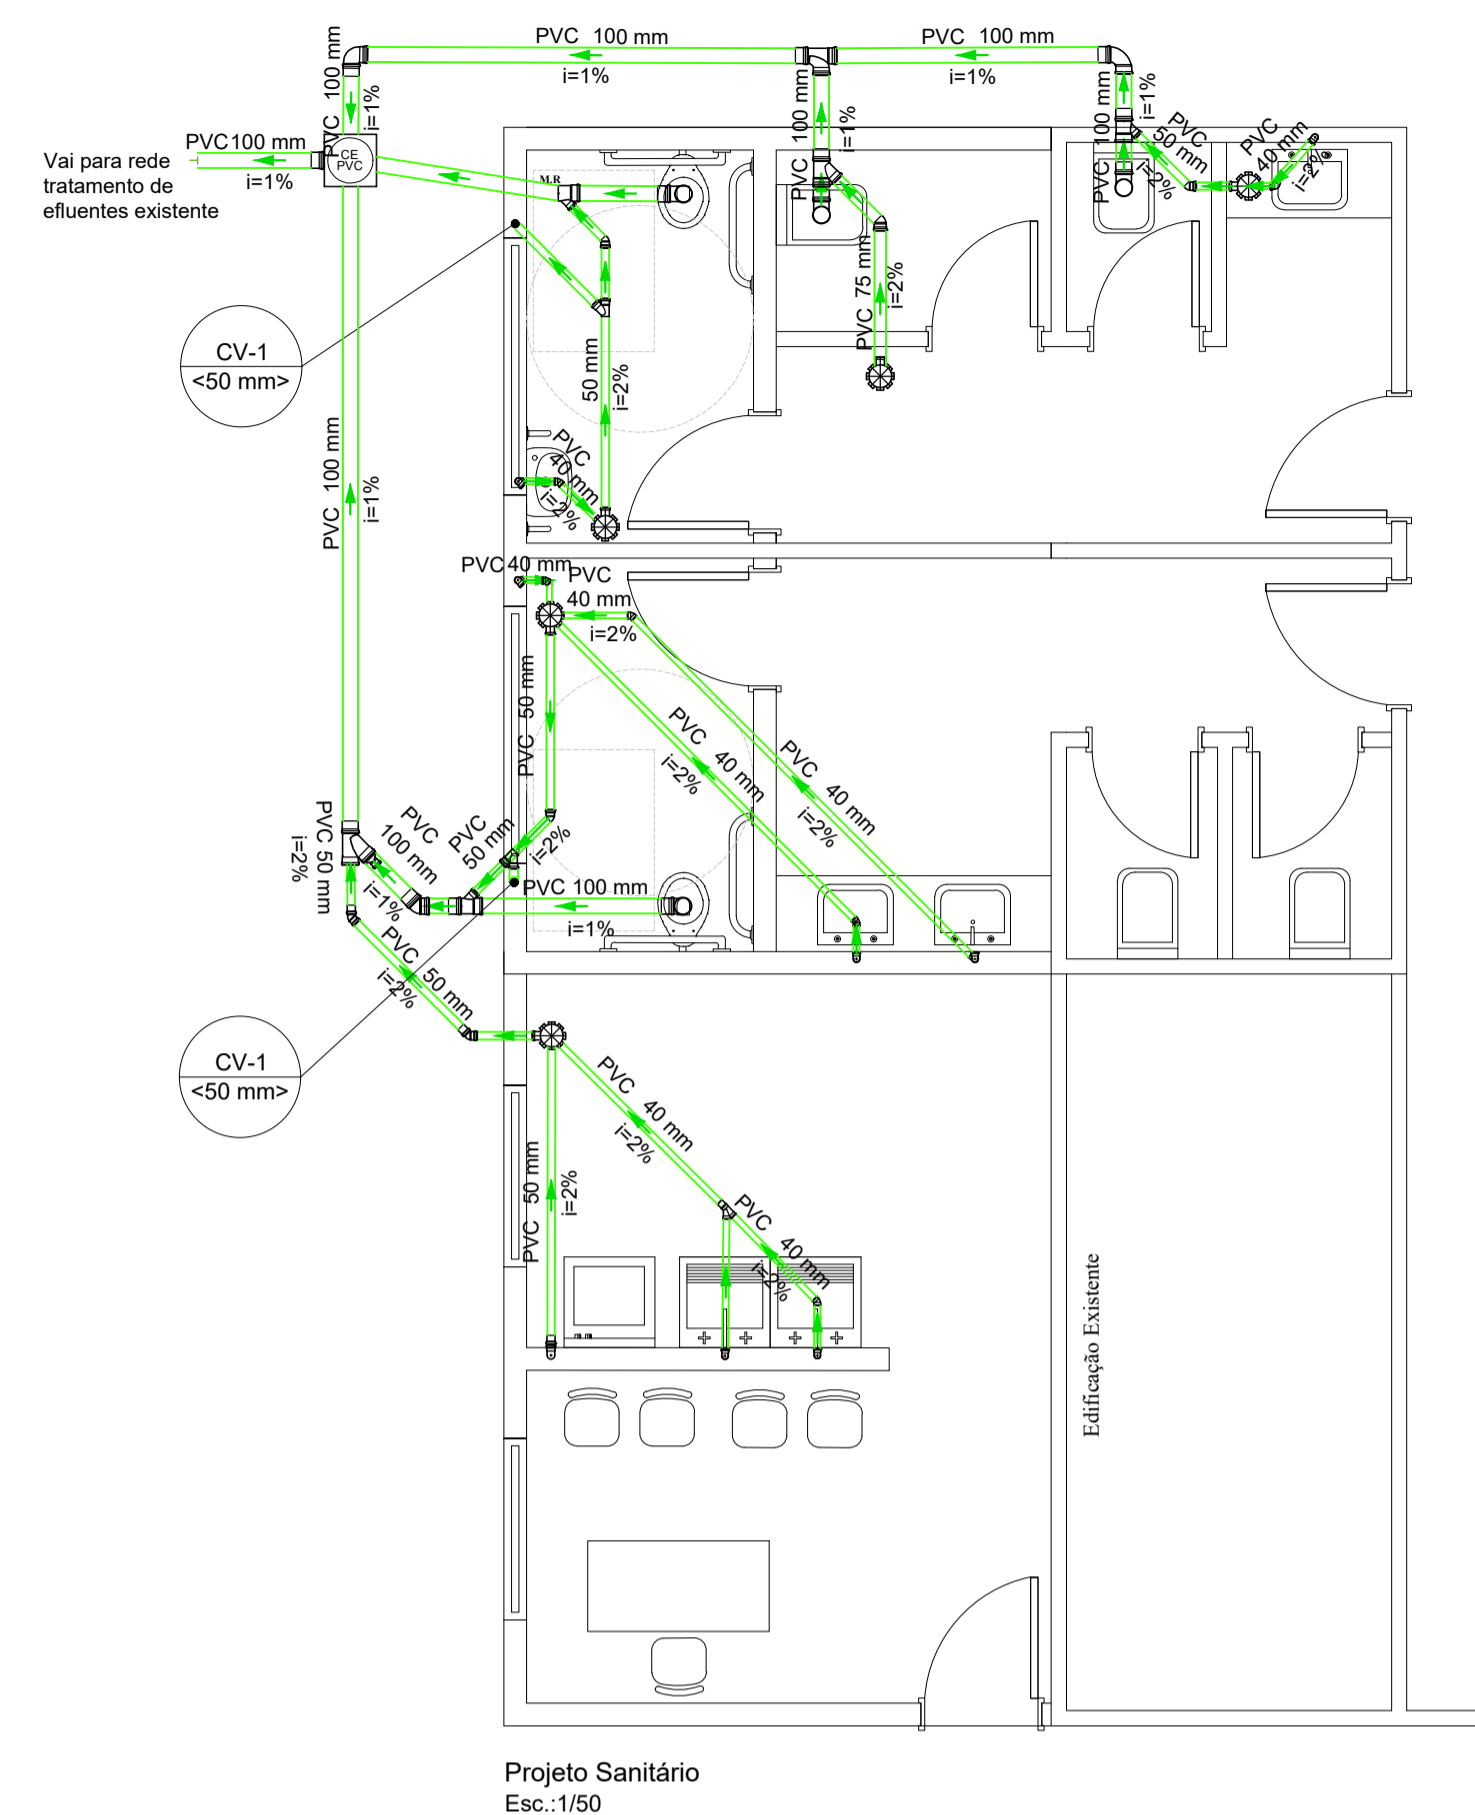 PVC 100 mm
i=1%
PVC 100 mm
i=1%
PVC 100 mm
i=1%
PVC 100 mm
i=1%
CE
PVC
Vai para rede
tratamento de
efluentes existente
M.R
PVC 100 mm
i=1%
PVC
PVC 100 mm
i=1%
PVC
50 mm
i=2%
PVC
40 mm
i=2%
PVC 75 mm
i=2%
CV-1
<50 mm>
50 mm
i=2%
PVC
40 mm
i=2%
PVC 100 mm
i=1%
PVC 40 mm
PVC
40 mm
i=2%
PVC 50 mm
PVC 40 mm
i=2%
PVC 40 mm
i=2%
PVC 50 mm
i=2%
PVC
100 mm
i=1%
PVC
50 mm
i=2%
PVC 100 mm
i=1%
PVC 50 mm
i=2%
CV-1
<50 mm>
PVC 40 mm
i=2%
PVC 50 mm
i=2%
PVC 40 mm
i=2%
Edificação Existente
Projeto Sanitário
Esc.:1/50